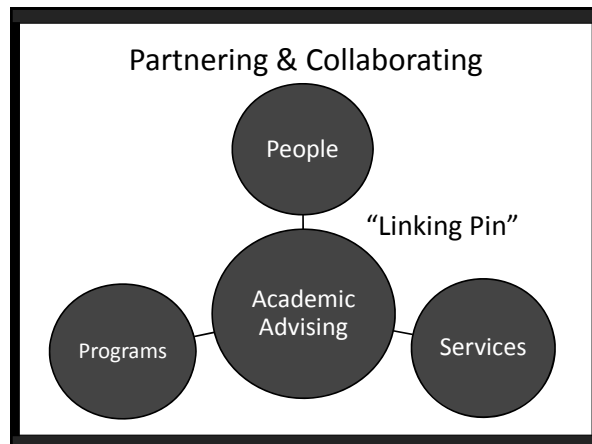 Partnering & Collaborating
People
“Linking Pin”
Academic
Advising
Programs
Services